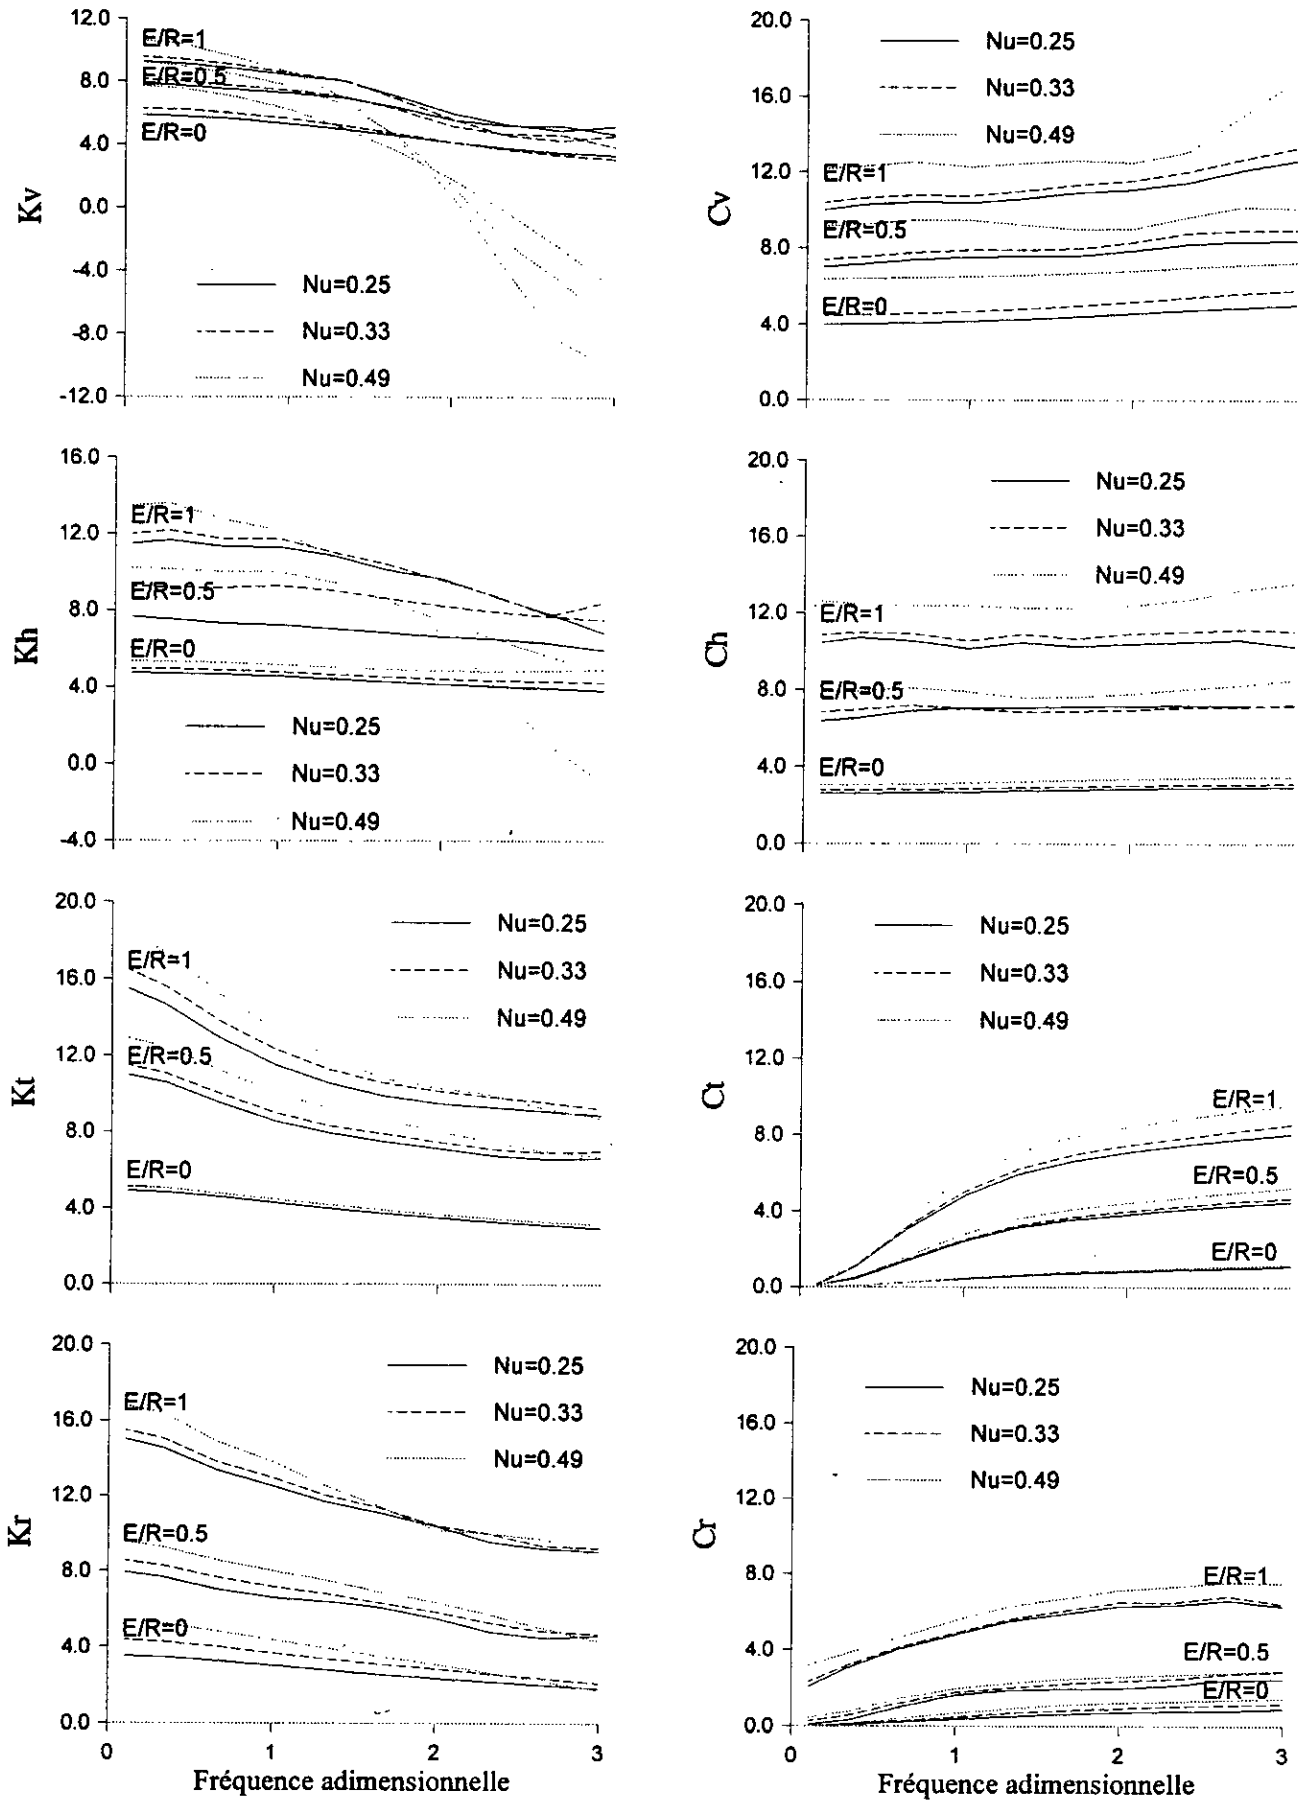 12.0
8.0
4.0
0.0
-4.0
-8.0
-12.0
Kv
E/R=1
E/R=0.5
E/R=0
Nu=0.25
Nu=0.33
Nu=0.49
20.0
16.0
12.0
8.0
4.0
0.0
Cv
Nu=0.25
Nu=0.33
Nu=0.49
E/R=1
E/R=0.5
E/R=0
16.0
12.0
8.0
4.0
0.0
-4.0
Kh
E/R=1
E/R=0.5
E/R=0
Nu=0.25
Nu=0.33
Nu=0.49
20.0
16.0
12.0
8.0
4.0
0.0
Ch
Nu=0.25
Nu=0.33
Nu=0.49
E/R=1
E/R=0.5
E/R=0
20.0
16.0
12.0
8.0
4.0
0.0
Kt
Nu=0.25
Nu=0.33
Nu=0.49
E/R=1
E/R=0.5
E/R=0
20.0
16.0
12.0
8.0
4.0
0.0
Ct
Nu=0.25
Nu=0.33
Nu=0.49
E/R=1
E/R=0.5
E/R=0
20.0
16.0
12.0
8.0
4.0
0.0
Kr
Nu=0.25
Nu=0.33
Nu=0.49
E/R=1
E/R=0.5
E/R=0
0 1 2 3
Fréquence adimensionnelle
20.0
16.0
12.0
8.0
4.0
0.0
Cr
Nu=0.25
Nu=0.33
Nu=0.49
E/R=1
E/R=0.5
E/R=0
0 1 2 3
Fréquence adimensionnelle